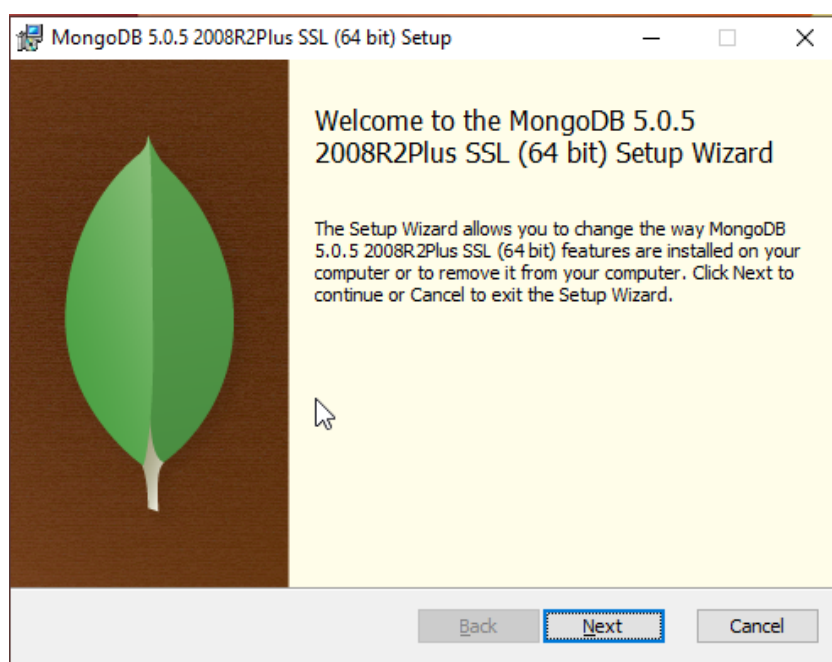 MongoDB 5.0.5 2008R2Plus SSL (64 bit) Setup
Welcome to the MongoDB 5.0.5
2008R2Plus SSL (64 bit) Setup Wizard
The Setup Wizard allows you to change the way MongoDB
5.0.5 2008R2Plus SSL (64 bit) features are installed on your
computer or to remove it from your computer. Click Next to
continue or Cancel to exit the Setup Wizard.
Back Next Cancel